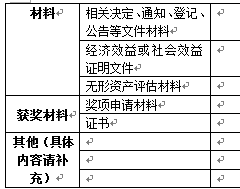 材料
相关决定、通知、登记、
公告等文件材料
经济效益或社会效益
证明文件
无形资产评估材料
获奖材料
奖项申请材料
证书
其他（具体
内容请补
充）